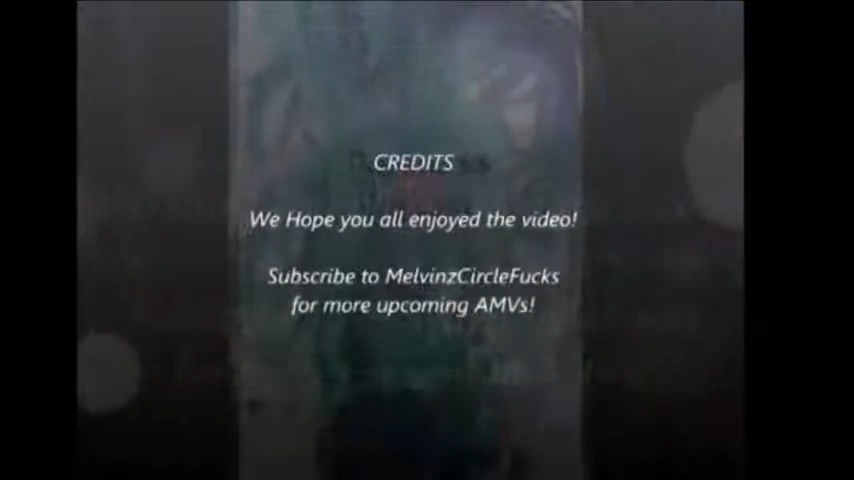 CREDITS
We Hope you all enjoyed the video!
Subscribe to MelvinzCircleFucks
for more upcoming AMVs!